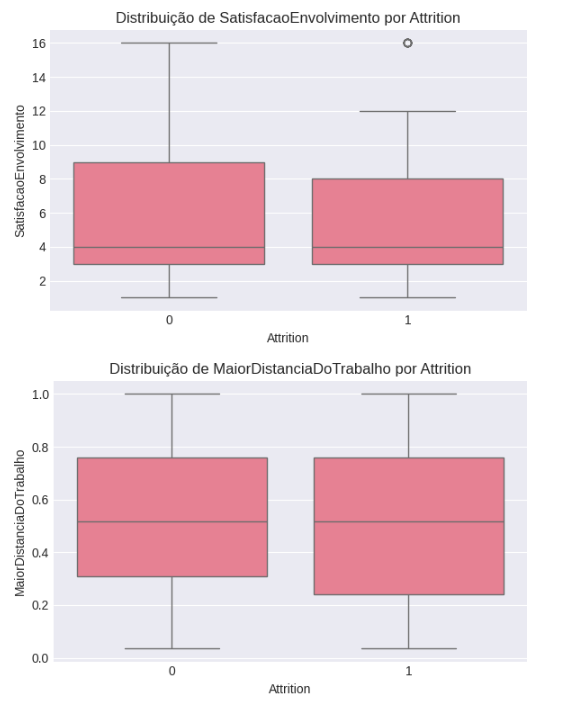 Distribuição de SatisfacaoEnvolvimento por Attrition
SatisfacaoEnvolvimento
16
14
12
10
8
6
4
2
0 1
Attrition
Distribuição de MaiorDistanciaDoTrabalho por Attrition
MaiorDistanciaDoTrabalho
1.0
0.8
0.6
0.4
0.2
0.0
0 1
Attrition